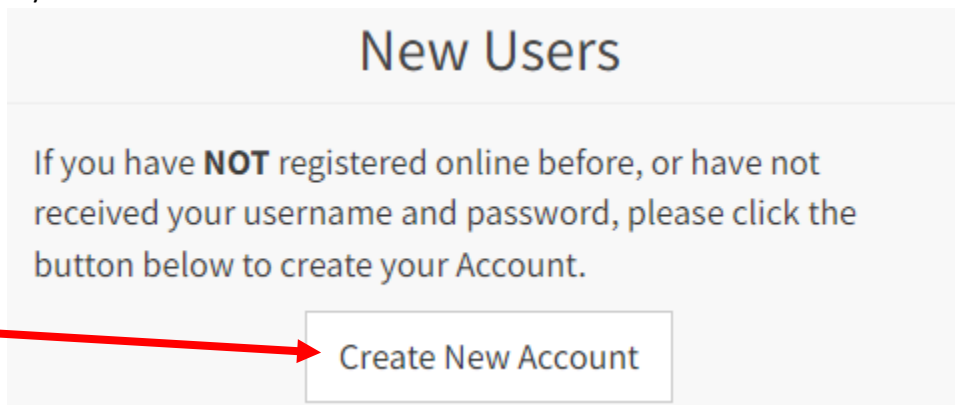 New Users
If you have NOT registered online before, or have not
received your username and password, please click the
button below to create your Account.
Create New Account